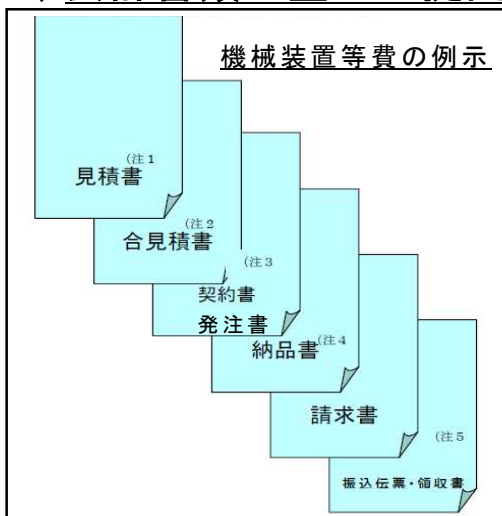 機械装置等費の例示
(注1
見積書
(注2
合見積書
(注3
契約書
発注書
(注4
納品書
請求書
(注5
振込伝票・領収書